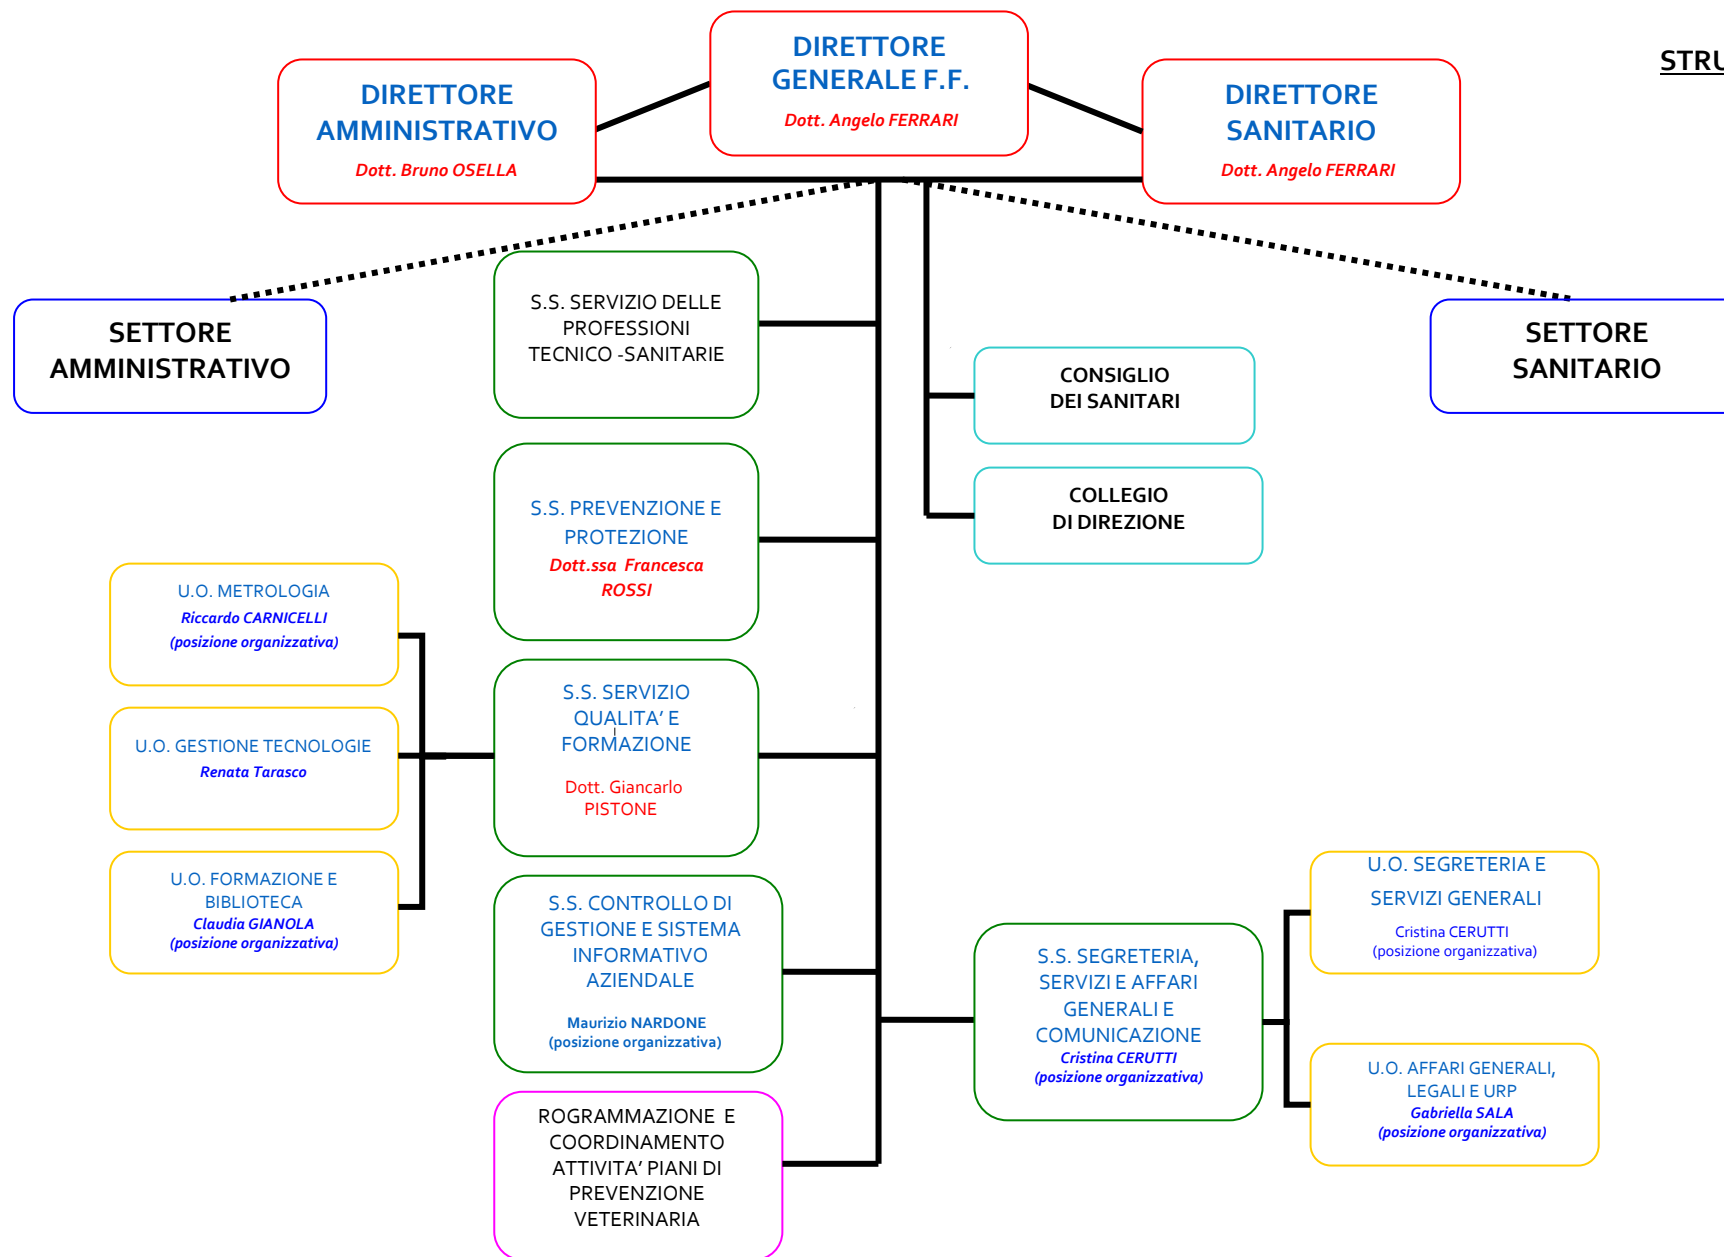 DIRETTORE
GENERALE F.F.
Dott. Angelo FERRARI
STRU
DIRETTORE
AMMINISTRATIVO
Dott. Bruno OSELLA
DIRETTORE
SANITARIO
Dott. Angelo FERRARI
SETTORE
AMMINISTRATIVO
S.S. SERVIZIO DELLE
PROFESSIONI
TECNICO -SANITARIE
SETTORE
SANITARIO
CONSIGLIO
DEI SANITARI
COLLEGIO
DI DIREZIONE
S.S. PREVENZIONE E
PROTEZIONE
Dott.ssa Francesca
ROSSI
U.O. METROLOGIA
Riccardo CARNICELLI
(posizione organizzativa)
U.O. GESTIONE TECNOLOGIE
Renata Tarasco
U.O. FORMAZIONE E
BIBLIOTECA
Claudia GIANOLA
(posizione organizzativa)
S.S. SERVIZIO
QUALITA’ E
FORMAZIONE
Dott. Giancarlo
PISTONE
S.S. CONTROLLO DI
GESTIONE E SISTEMA
INFORMATIVO
AZIENDALE
Maurizio NARDONE
(posizione organizzativa)
S.S. SEGRETERIA,
SERVIZI E AFFARI
GENERALI E
COMUNICAZIONE
Cristina CERUTTI
(posizione organizzativa)
U.O. SEGRETERIA E
SERVIZI GENERALI
Cristina CERUTTI
(posizione organizzativa)
U.O. AFFARI GENERALI,
LEGALI E URP
Gabriella SALA
(posizione organizzativa)
ROGRAMMAZIONE E
COORDINAMENTO
ATTIVITA’ PIANI DI
PREVENZIONE
VETERINARIA